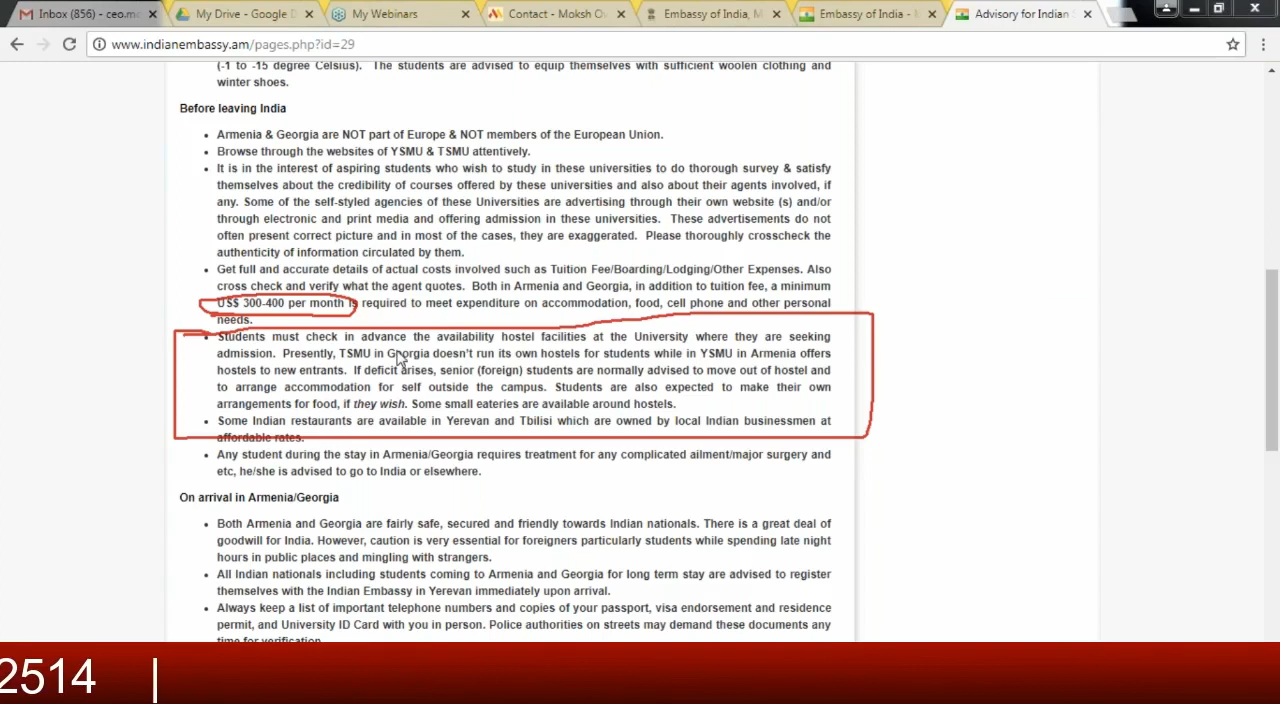 Inbox (856) - ceo.m
My Drive - Google D
My Webinars
Contact - Moksh Ov
Embassy of India, M
Embassy of India - 
Advisory for Indian S
www.indianembassy.am/pages.php?id=29
(-1 to -15 degree Celsius). The students are advised to equip themselves with sufficient woolen clothing and
winter shoes.
Before leaving India
• Armenia & Georgia are NOT part of Europe & NOT members of the European Union.
• Browse through the websites of YSMU & TSMU attentively.
• It is in the interest of aspiring students who wish to study in these universities to do thorough survey & satisfy
themselves about the credibility of courses offered by these universities and also about their agents involved, if
any. Some of the self-styled agencies of these Universities are advertising through their own website (s) and/or
through electronic and print media and offering admission in these universities. These advertisements do not
often present correct picture and in most of the cases, they are exaggerated. Please thoroughly crosscheck the
authenticity of information circulated by them.
• Get full and accurate details of actual costs involved such as Tuition Fee/Boarding/Lodging/Other Expenses. Also
cross check and verify what the agent quotes. Both in Armenia and Georgia, in addition to tuition fee, a minimum
US$ 300-400 per month is required to meet expenditure on accommodation, food, cell phone and other personal
needs.
• Students must check in advance the availability hostel facilities at the University where they are seeking
admission. Presently, TSMU in Georgia doesn't run its own hostels for students while in YSMU in Armenia offers
hostels to new entrants. If deficit arises, senior (foreign) students are normally advised to move out of hostel and
to arrange accommodation for self outside the campus. Students are also expected to make their own
arrangements for food, if they wish. Some small eateries are available around hostels.
• Some Indian restaurants are available in Yerevan and Tbilisi which are owned by local Indian businessmen at
affordable rates.
• Any student during the stay in Armenia/Georgia requires treatment for any complicated ailment/major surgery and
etc, he/she is advised to go to India or elsewhere.
On arrival in Armenia/Georgia
• Both Armenia and Georgia are fairly safe, secured and friendly towards Indian nationals. There is a great deal of
goodwill for India. However, caution is very essential for foreigners particularly students while spending late night
hours in public places and mingling with strangers.
• All Indian nationals including students coming to Armenia and Georgia for long term stay are advised to register
themselves with the Indian Embassy in Yerevan immediately upon arrival.
• Always keep a list of important telephone numbers and copies of your passport, visa endorsement and residence
permit, and University ID Card with you in person. Police authorities on streets may demand these documents any
time for verification.
2514 |